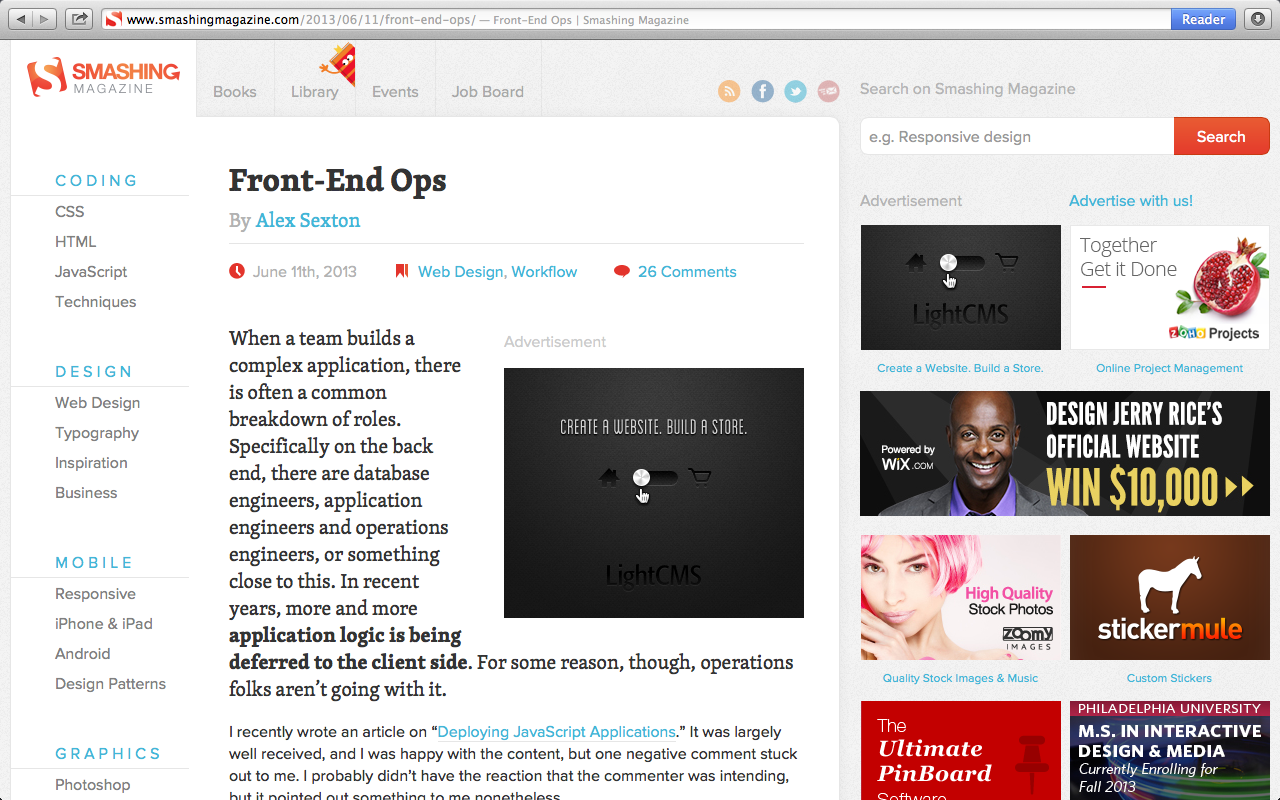 www.smashingmagazine.com/2013/06/11/front-end-ops/ — Front-End Ops | Smashing Magazine
Reader
SMASHING
MAGAZINE
Books
Library
Events
Job Board
Search on Smashing Magazine
e.g. Responsive design
Search
CODING
CSS
HTML
JavaScript
Techniques
DESIGN
Web Design
Typography
Inspiration
Business
MOBILE
Responsive
iPhone & iPad
Android
Design Patterns
GRAPHICS
Photoshop
Front-End Ops
By Alex Sexton
June 11th, 2013
Web Design, Workflow
26 Comments
When a team builds a
complex application, there
is often a common
breakdown of roles.
Specifically on the back
end, there are database
engineers, application
engineers and operations
engineers, or something
close to this. In recent
years, more and more
application logic is being
deferred to the client side. For some reason, though, operations
folks aren’t going with it.
Advertisement
CREATE A WEBSITE. BUILD A STORE.
LightCMS
I recently wrote an article on “Deploying JavaScript Applications.” It was largely
well received, and I was happy with the content, but one negative comment stuck
out to me. I probably didn’t have the reaction that the commenter was intending,
but it pointed out something to me nonetheless.
Advertisement
Advertise with us!
LightCMS
Create a Website. Build a Store.
Together
Get it Done
ZOHO Projects
Online Project Management
Powered by
WiX.COM
DESIGN JERRY RICE'S
OFFICIAL WEBSITE
WIN $10,000
High Quality
Stock Photos
zoomy
IMAGES
Quality Stock Images & Music
stickermule
Custom Stickers
The
Ultimate
PinBoard
Software
PHILADELPHIA UNIVERSITY
M.S. IN INTERACTIVE
DESIGN & MEDIA
Currently Enrolling for
Fall 2013